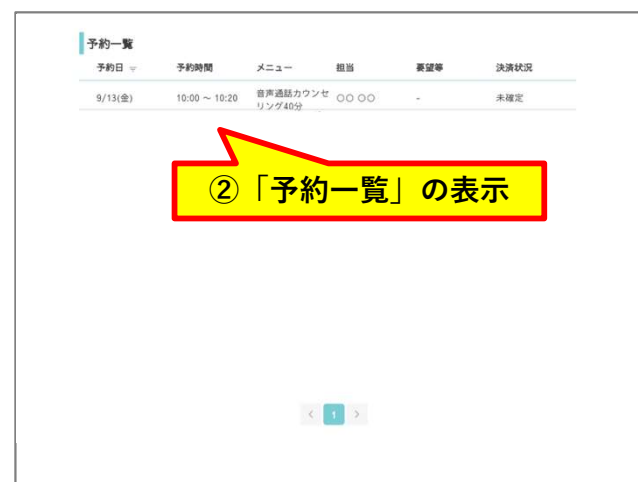 予約一覧
予約日 予約時間 メニュー 担当 要望等 決済状況
9/13(金) 10:00 ~ 10:20 音声通話カウンセ ○○ ○○ - 未確定
リング40分
②「予約一覧」の表示
< 1 >